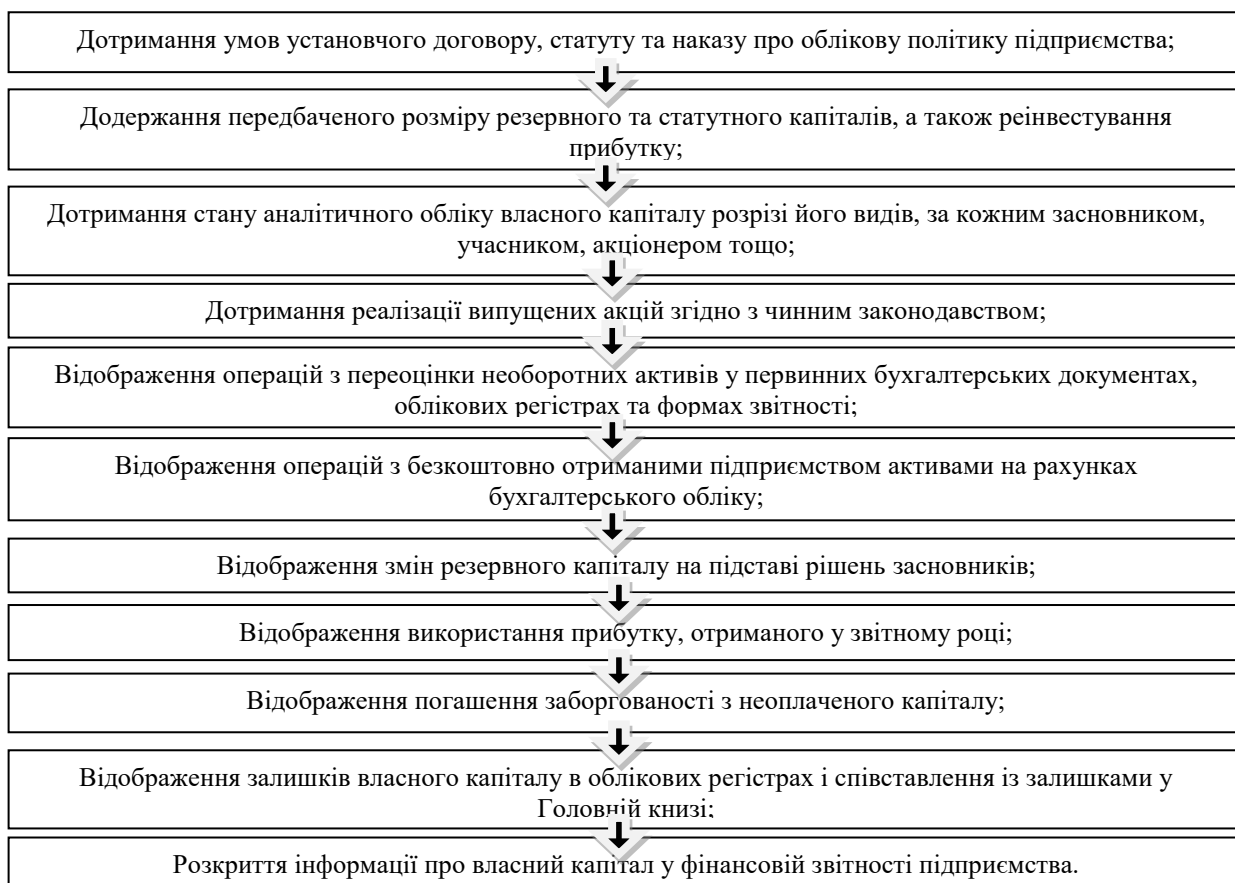 Дотримання умов установчого договору, статуту та наказу про облікову політику підприємства;
Додержання передбаченого розміру резервного та статутного капіталів, а також реінвестування
прибутку;
Дотримання стану аналітичного обліку власного капіталу розрізі його видів, за кожним засновником,
учасником, акціонером тощо;
Дотримання реалізації випущених акцій згідно з чинним законодавством;
Відображення операцій з переоцінки необоротних активів у первинних бухгалтерських документах,
облікових регістрах та формах звітності;
Відображення операцій з безкоштовно отриманими підприємством активами на рахунках
бухгалтерського обліку;
Відображення змін резервного капіталу на підставі рішень засновників;
Відображення використання прибутку, отриманого у звітному році;
Відображення погашення заборгованості з неоплаченого капіталу;
Відображення залишків власного капіталу в облікових регістрах і співставлення із залишками у
Головній книзі;
Розкриття інформації про власний капітал у фінансовій звітності підприємства.